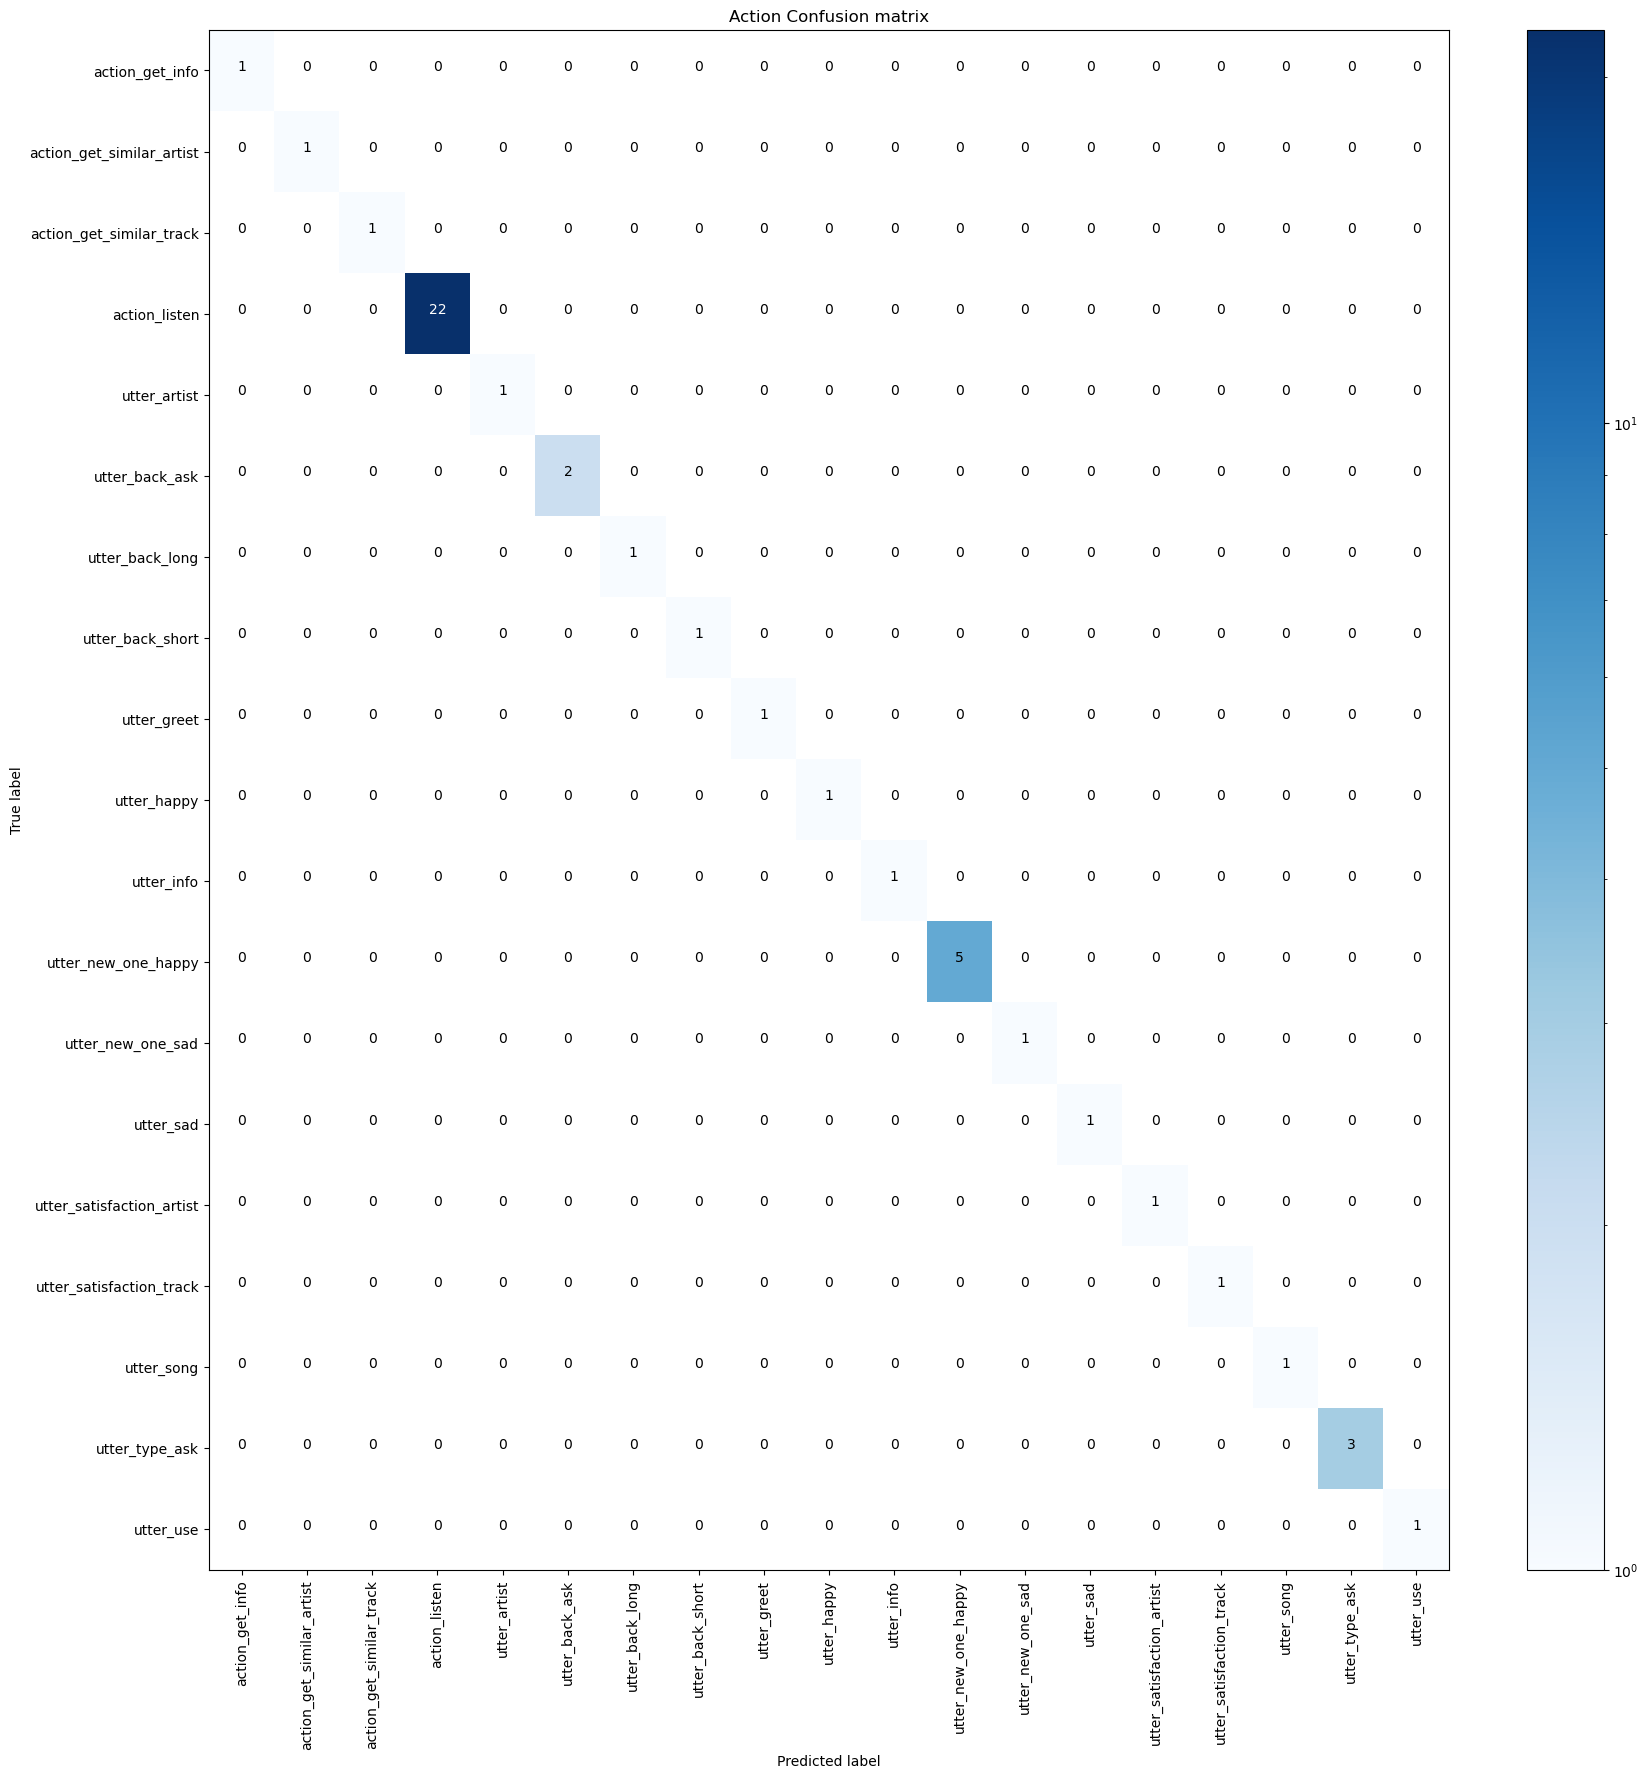 Action Confusion matrix
action_get_info 1 0 0 0 0 0 0 0 0 0 0 0 0 0 0 0 0 0 0
action_get_similar_artist 0 1 0 0 0 0 0 0 0 0 0 0 0 0 0 0 0 0 0
action_get_similar_track 0 0 1 0 0 0 0 0 0 0 0 0 0 0 0 0 0 0 0
action_listen 0 0 0 22 0 0 0 0 0 0 0 0 0 0 0 0 0 0 0
utter_artist 0 0 0 0 1 0 0 0 0 0 0 0 0 0 0 0 0 0 0
10¹
utter_back_ask 0 0 0 0 0 2 0 0 0 0 0 0 0 0 0 0 0 0 0
utter_back_long 0 0 0 0 0 0 1 0 0 0 0 0 0 0 0 0 0 0 0
utter_back_short 0 0 0 0 0 0 0 1 0 0 0 0 0 0 0 0 0 0 0
utter_greet 0 0 0 0 0 0 0 0 1 0 0 0 0 0 0 0 0 0 0
True label
utter_happy 0 0 0 0 0 0 0 0 0 1 0 0 0 0 0 0 0 0 0
utter_info 0 0 0 0 0 0 0 0 0 0 1 0 0 0 0 0 0 0 0
utter_new_one_happy 0 0 0 0 0 0 0 0 0 0 0 5 0 0 0 0 0 0 0
utter_new_one_sad 0 0 0 0 0 0 0 0 0 0 0 0 1 0 0 0 0 0 0
utter_sad 0 0 0 0 0 0 0 0 0 0 0 0 0 1 0 0 0 0 0
utter_satisfaction_artist 0 0 0 0 0 0 0 0 0 0 0 0 0 0 1 0 0 0 0
utter_satisfaction_track 0 0 0 0 0 0 0 0 0 0 0 0 0 0 0 1 0 0 0
utter_song 0 0 0 0 0 0 0 0 0 0 0 0 0 0 0 0 1 0 0
utter_type_ask 0 0 0 0 0 0 0 0 0 0 0 0 0 0 0 0 0 3 0
utter_use 0 0 0 0 0 0 0 0 0 0 0 0 0 0 0 0 0 0 1
10⁰
action_get_info
action_get_similar_artist
action_get_similar_track
action_listen
utter_artist
utter_back_ask
utter_back_long
utter_back_short
utter_greet
utter_happy
utter_info
utter_new_one_happy
utter_new_one_sad
utter_sad
utter_satisfaction_artist
utter_satisfaction_track
utter_song
utter_type_ask
utter_use
Predicted label